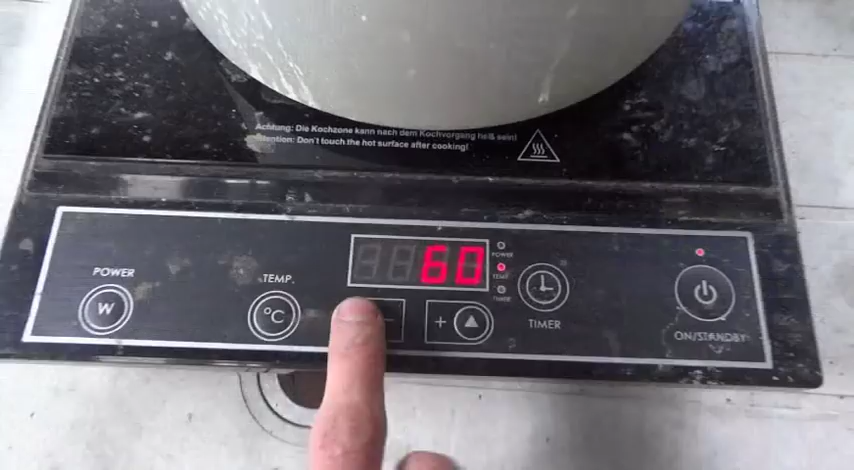 Achtung: Die Kochzone kann nach dem Kochvorgang heiß sein!
Attention: Don't touch the hot surface after cooking!
POWER
W
TEMP.
°C
60
POWER
TEMP.
TIMER
−
+
TIMER
ON/STANDBY